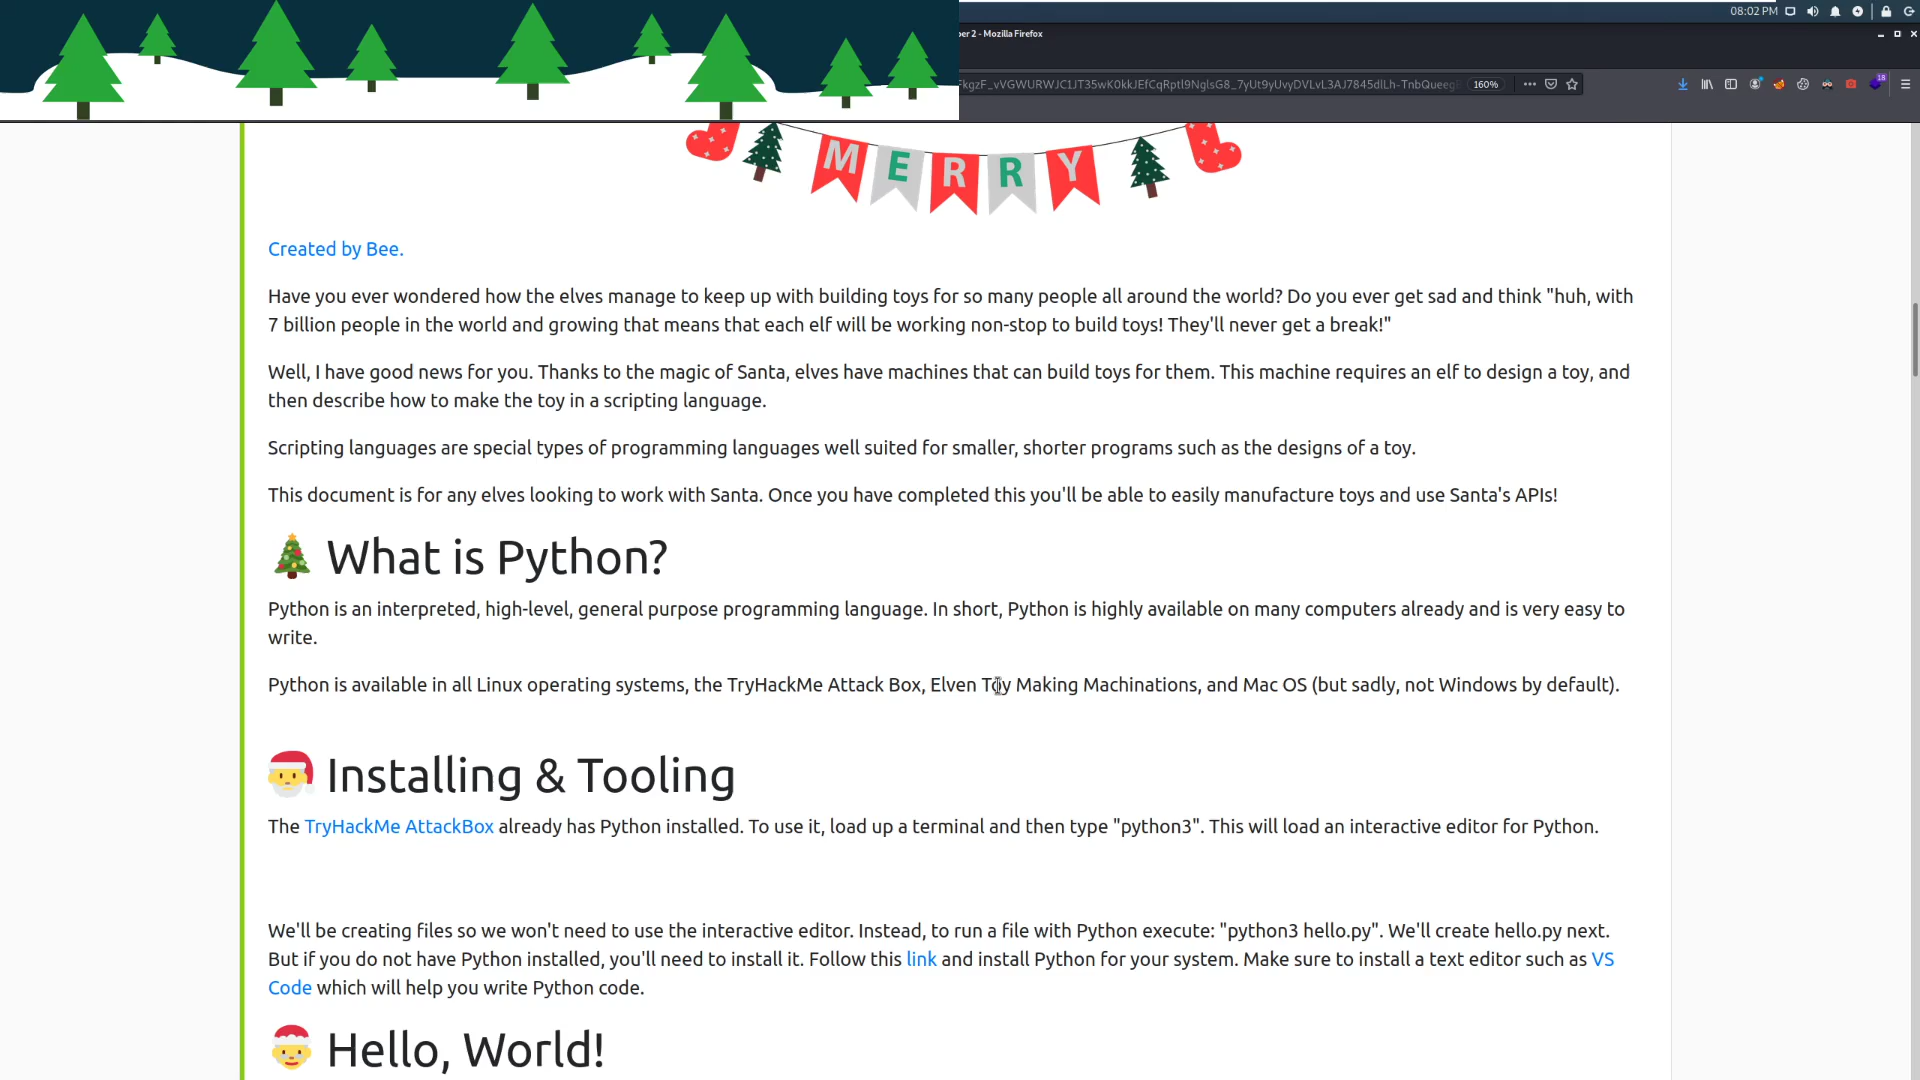 08:02 PM
er 2 - Mozilla Firefox
160%
18
MERRY
Created by Bee.
Have you ever wondered how the elves manage to keep up with building toys for so many people all around the world? Do you ever get sad and think "huh, with
7 billion people in the world and growing that means that each elf will be working non-stop to build toys! They'll never get a break!"
Well, I have good news for you. Thanks to the magic of Santa, elves have machines that can build toys for them. This machine requires an elf to design a toy, and
then describe how to make the toy in a scripting language.
Scripting languages are special types of programming languages well suited for smaller, shorter programs such as the designs of a toy.
This document is for any elves looking to work with Santa. Once you have completed this you'll be able to easily manufacture toys and use Santa's APIs!
What is Python?
Python is an interpreted, high-level, general purpose programming language. In short, Python is highly available on many computers already and is very easy to
write.
Python is available in all Linux operating systems, the TryHackMe Attack Box, Elven Toy Making Machinations, and Mac OS (but sadly, not Windows by default).
Installing & Tooling
The TryHackMe AttackBox already has Python installed. To use it, load up a terminal and then type "python3". This will load an interactive editor for Python.
We'll be creating files so we won't need to use the interactive editor. Instead, to run a file with Python execute: "python3 hello.py". We'll create hello.py next.
But if you do not have Python installed, you'll need to install it. Follow this link and install Python for your system. Make sure to install a text editor such as VS
Code which will help you write Python code.
Hello, World!